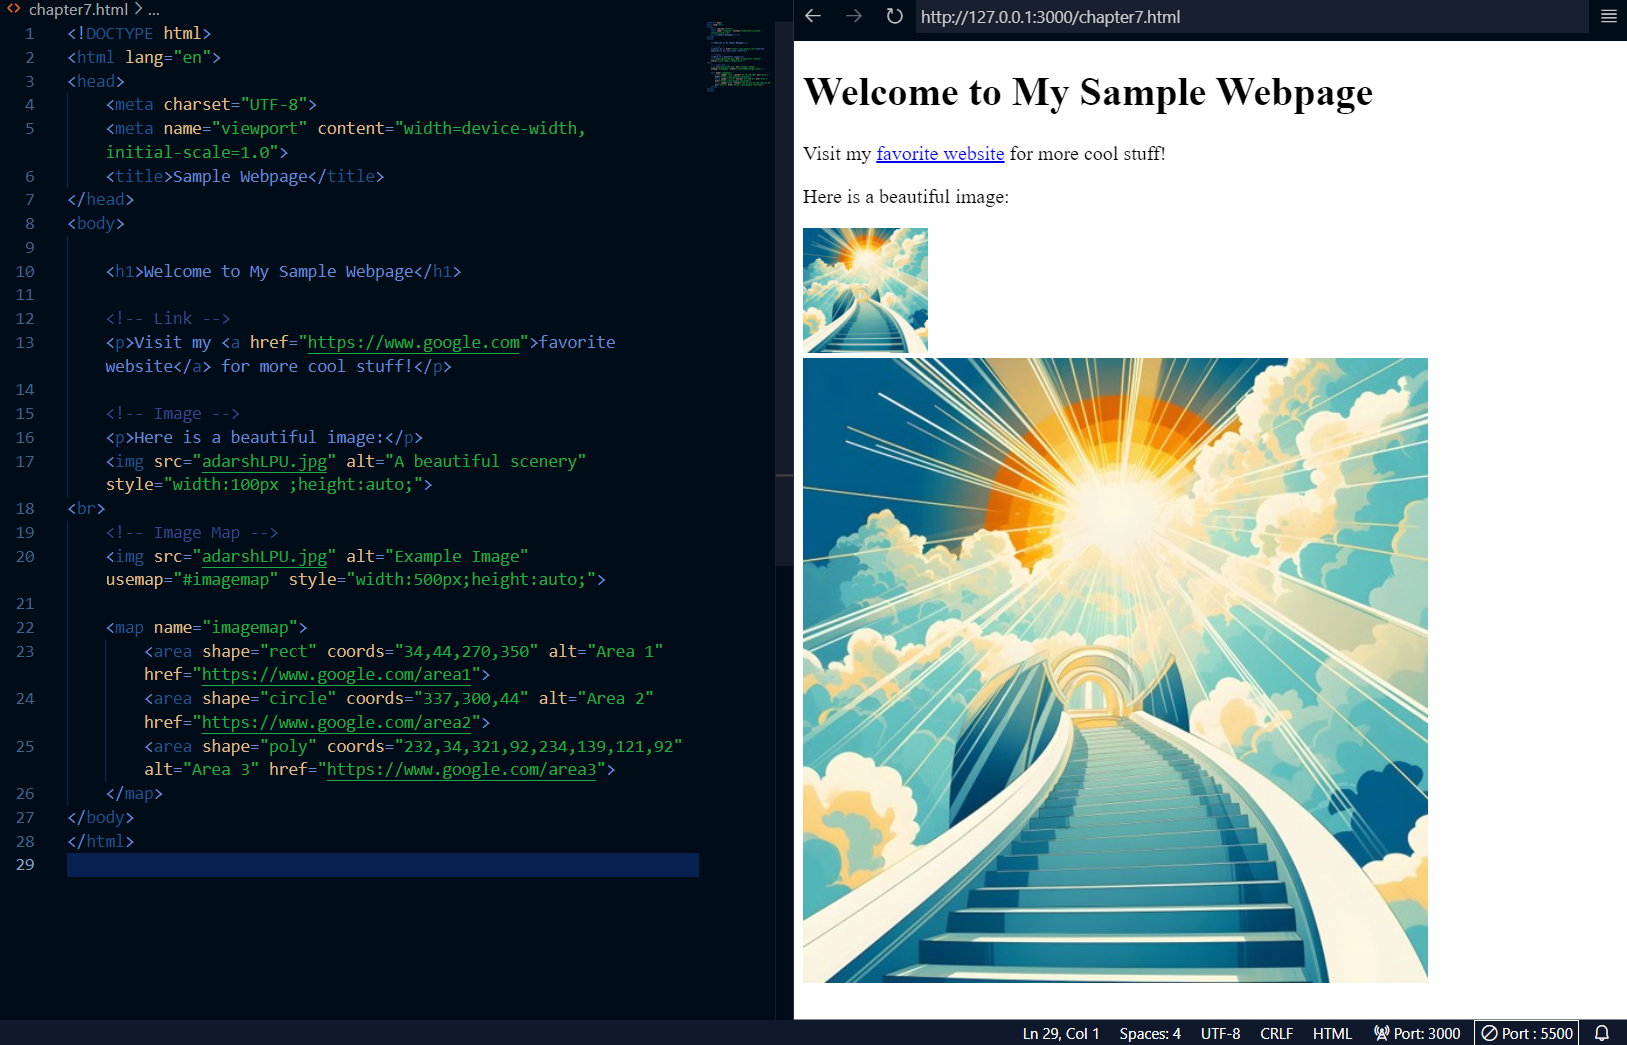 chapter7.html > ...
1 <!DOCTYPE html>
2 <html lang="en">
3 <head>
4 <meta charset="UTF-8">
5 <meta name="viewport" content="width=device-width,
initial-scale=1.0">
6 <title>Sample Webpage</title>
7 </head>
8 <body>
9
10 <h1>Welcome to My Sample Webpage</h1>
11
12 <!-- Link -->
13 <p>Visit my <a href="https://www.google.com">favorite
website</a> for more cool stuff!</p>
14
15 <!-- Image -->
16 <p>Here is a beautiful image:</p>
17 <img src="adarshLPU.jpg" alt="A beautiful scenery"
style="width:100px ;height:auto;">
18 <br>
19 <!-- Image Map -->
20 <img src="adarshLPU.jpg" alt="Example Image"
usemap="#imagemap" style="width:500px;height:auto;">
21
22 <map name="imagemap">
23 <area shape="rect" coords="34,44,270,350" alt="Area 1"
href="https://www.google.com/area1">
24 <area shape="circle" coords="337,300,44" alt="Area 2"
href="https://www.google.com/area2">
25 <area shape="poly" coords="232,34,321,92,234,139,121,92"
alt="Area 3" href="https://www.google.com/area3">
26 </map>
27 </body>
28 </html>
29
http://127.0.0.1:3000/chapter7.html
Welcome to My Sample Webpage
Visit my favorite website for more cool stuff!
Here is a beautiful image:
Ln 29, Col 1 Spaces: 4 UTF-8 CRLF HTML Port: 3000 Port : 5500